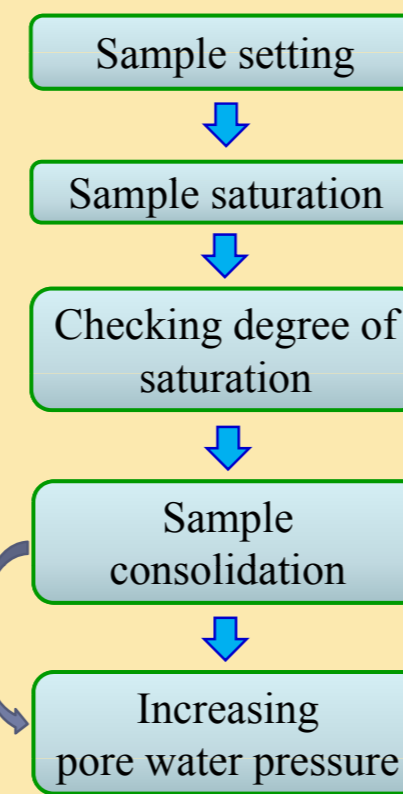 Sample setting
Sample saturation
Checking degree of
saturation
Sample
consolidation
Increasing
pore water pressure